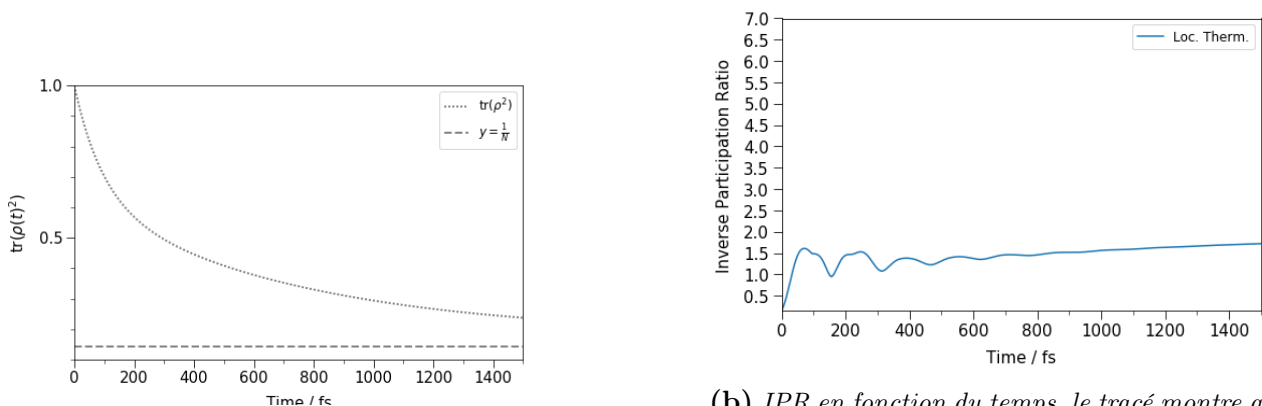 1.0
0.5
tr(ρ(t)²)
tr(ρ²)
y = 1/N
0 200 400 600 800 1000 1200 1400
Time / fs
7.0
6.5
6.0
5.5
5.0
4.5
4.0
3.5
3.0
2.5
2.0
1.5
1.0
0.5
Inverse Participation Ratio
Loc. Therm.
0 200 400 600 800 1000 1200 1400
Time / fs
(b) IPR en fonction du temps, le tracé montre